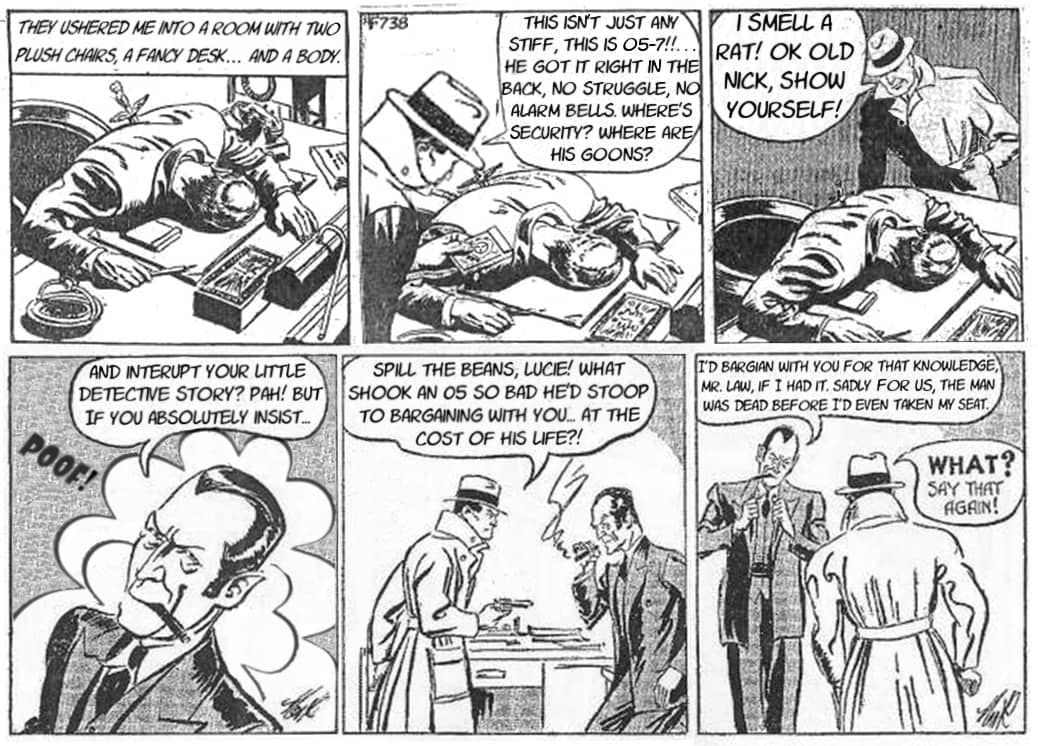 THEY USHERED ME INTO A ROOM WITH TWO
PLUSH CHAIRS, A FANCY DESK... AND A BODY.
F738
THIS ISN'T JUST ANY
STIFF, THIS IS 05-7!!...
HE GOT IT RIGHT IN THE
BACK, NO STRUGGLE, NO
ALARM BELLS. WHERE'S
SECURITY? WHERE ARE
HIS GOONS?
I SMELL A
RAT! OK OLD
NICK, SHOW
YOURSELF!
AND INTERUPT YOUR LITTLE
DETECTIVE STORY? PAH! BUT
IF YOU ABSOLUTELY INSIST...
POOF!
SPILL THE BEANS, LUCIE! WHAT
SHOOK AN 05 SO BAD HE'D STOOP
TO BARGAINING WITH YOU... AT THE
COST OF HIS LIFE?!
I'D BARGIAN WITH YOU FOR THAT KNOWLEDGE,
MR. LAW, IF I HAD IT. SADLY FOR US, THE MAN
WAS DEAD BEFORE I'D EVEN TAKEN MY SEAT.
WHAT?
SAY THAT
AGAIN!